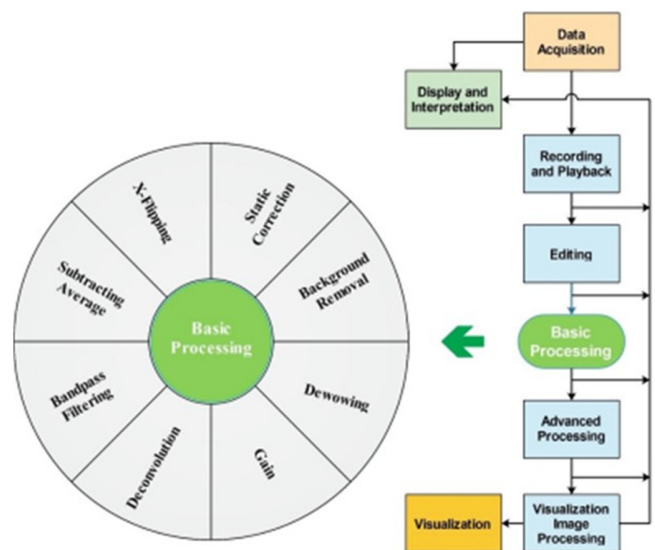 Data
Acquisition
Display and
Interpretation
Recording
and Playback
Editing
Basic
Processing
Advanced
Processing
Visualization
Image
Processing
Visualization
Basic
Processing
X-Flipping
Static
Correction
Background
Removal
Dewowing
Gain
Deconvolution
Bandpass
Filtering
Subtracting
Average